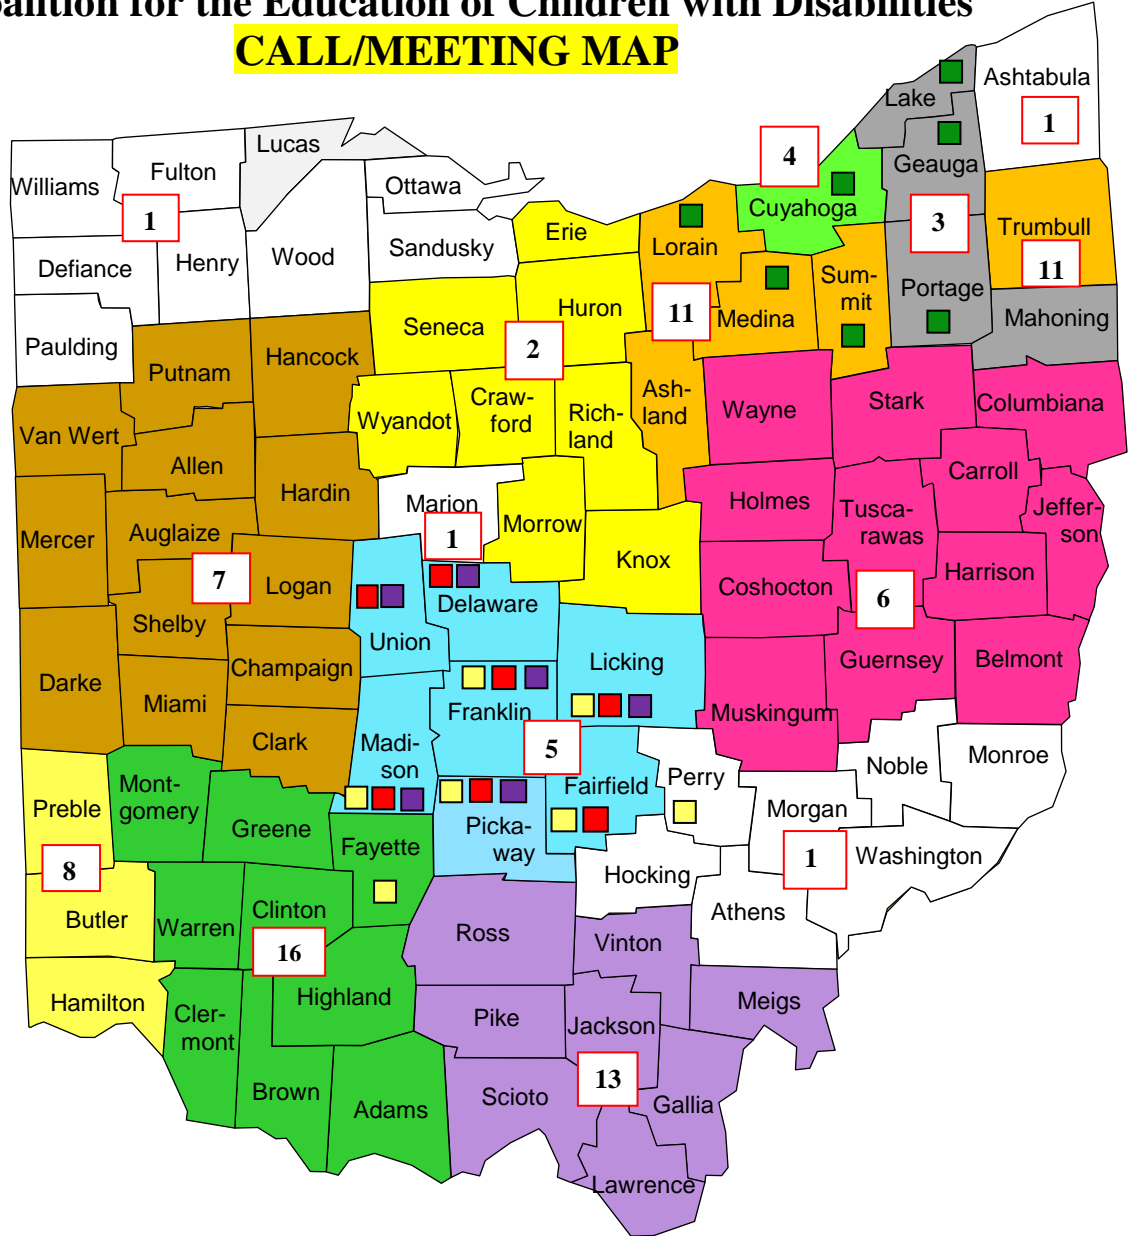 Coalition for the Education of Children with Disabilities
CALL/MEETING MAP
Ashtabula
1
Lake
Geauga
4
Cuyahoga
3
Trumbull
11
Portage
Mahoning
Williams
Fulton
Lucas
1
Defiance
Henry
Wood
Ottawa
Sandusky
Erie
Lorain
Sum-
mit
Medina
11
Paulding
Putnam
Hancock
Seneca
Huron
2
Van Wert
Allen
Wyandot
Craw-
ford
Rich-
land
Ash-
land
Wayne
Stark
Columbiana
Mercer
Auglaize
Hardin
Marion
1
Morrow
Knox
Holmes
Tusca-
rawas
Carroll
Jeffer-
son
7
Logan
Shelby
Union
Delaware
Coshocton
6
Harrison
Darke
Miami
Champaign
Clark
Licking
Franklin
Muskingum
Guernsey
Belmont
5
Madi-
son
Fairfield
Perry
Noble
Monroe
Preble
Mont-
gomery
Greene
Fayette
Picka-
way
Morgan
1
Washington
8
Butler
Warren
Clinton
16
Hocking
Athens
Ross
Vinton
Hamilton
Cler-
mont
Highland
Pike
Jackson
Meigs
Brown
Adams
Scioto
13
Gallia
Lawrence